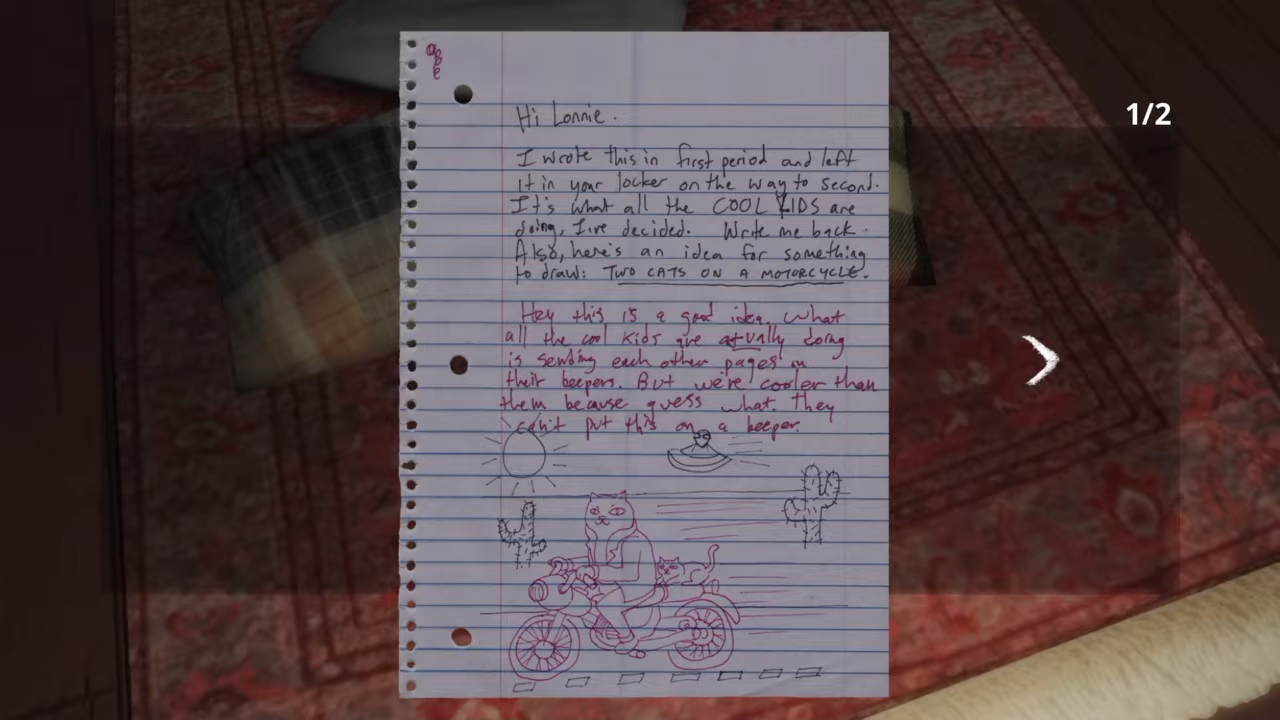 1/2
Hi Lonnie.
I wrote this in first period and left
it in your locker on the way to second.
It's what all the COOL KIDS are
doing, I've decided. Write me back.
Also, here's an idea for something
to draw: TWO CATS ON A MOTORCYCLE.
Hey this is a good idea. What
all the cool kids are actually doing
is sending each other pages on
their beepers. But we're cooler than
them because guess what. They
can't put this on a beeper.